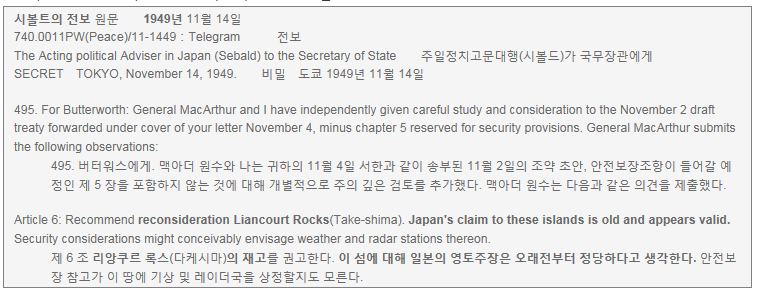 시볼트의 전보 원문 1949년 11월 14일
740.0011PW(Peace)/11-1449 : Telegram 전보
The Acting political Adviser in Japan (Sebald) to the Secretary of State 주일정치고문대행(시볼드)가 국무장관에게
SECRET TOKYO, November 14, 1949. 비밀 도쿄 1949년 11월 14일
495. For Butterworth: General MacArthur and I have independently given careful study and consideration to the November 2 draft
treaty forwarded under cover of your letter November 4, minus chapter 5 reserved for security provisions. General MacArthur submits
the following observations:
495. 버터워스에게. 맥아더 원수와 나는 귀하의 11월 4일 서한과 같이 송부된 11월 2일의 조약 초안, 안전보장조항이 들어갈 예
정인 제 5 장을 포함하지 않는 것에 대해 개별적으로 주의 깊은 검토를 추가했다. 맥아더 원수는 다음과 같은 의견을 제출했다.
Article 6: Recommend reconsideration Liancourt Rocks(Take-shima). Japan's claim to these islands is old and appears valid.
Security considerations might conceivably envisage weather and radar stations thereon.
제 6 조 리앙쿠르 록스(다케시마)의 재고를 권고한다. 이 섬에 대해 일본의 영토주장은 오래전부터 정당하다고 생각한다. 안전보
장 참고가 이 땅에 기상 및 레이더국을 상정할지도 모른다.